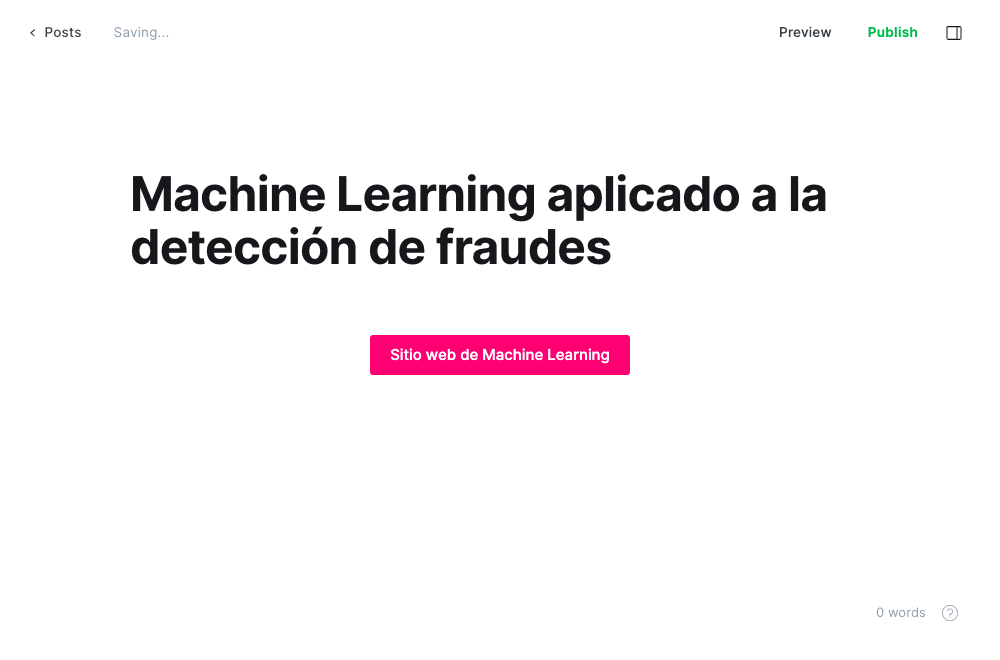 Posts
Saving...
Preview
Publish
Machine Learning aplicado a la
detección de fraudes
Sitio web de Machine Learning
0 words
?